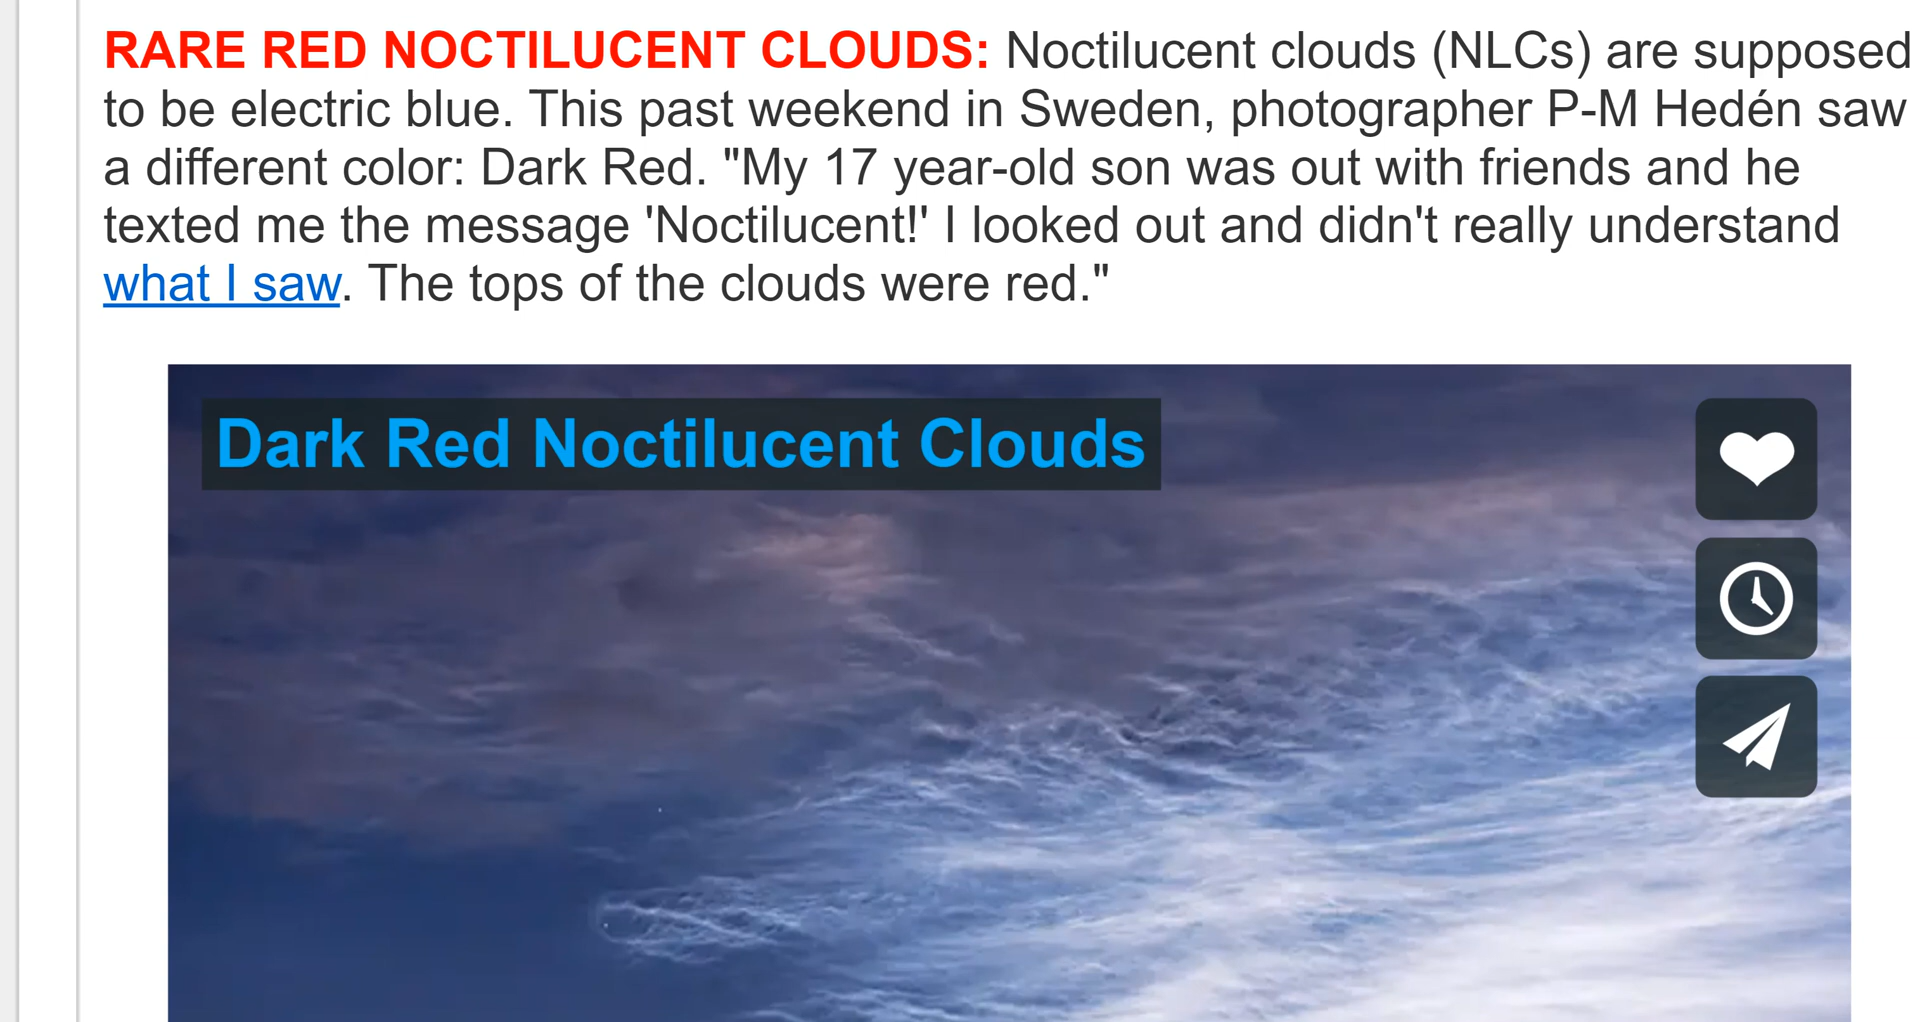 RARE RED NOCTILUCENT CLOUDS: Noctilucent clouds (NLCs) are supposed
to be electric blue. This past weekend in Sweden, photographer P-M Hedén saw
a different color: Dark Red. "My 17 year-old son was out with friends and he
texted me the message 'Noctilucent!' I looked out and didn't really understand
what I saw. The tops of the clouds were red."
Dark Red Noctilucent Clouds